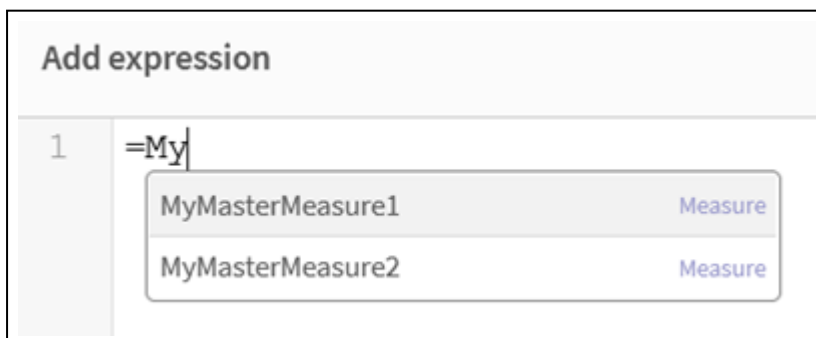 Add expression
1 =My
MyMasterMeasure1 Measure
MyMasterMeasure2 Measure